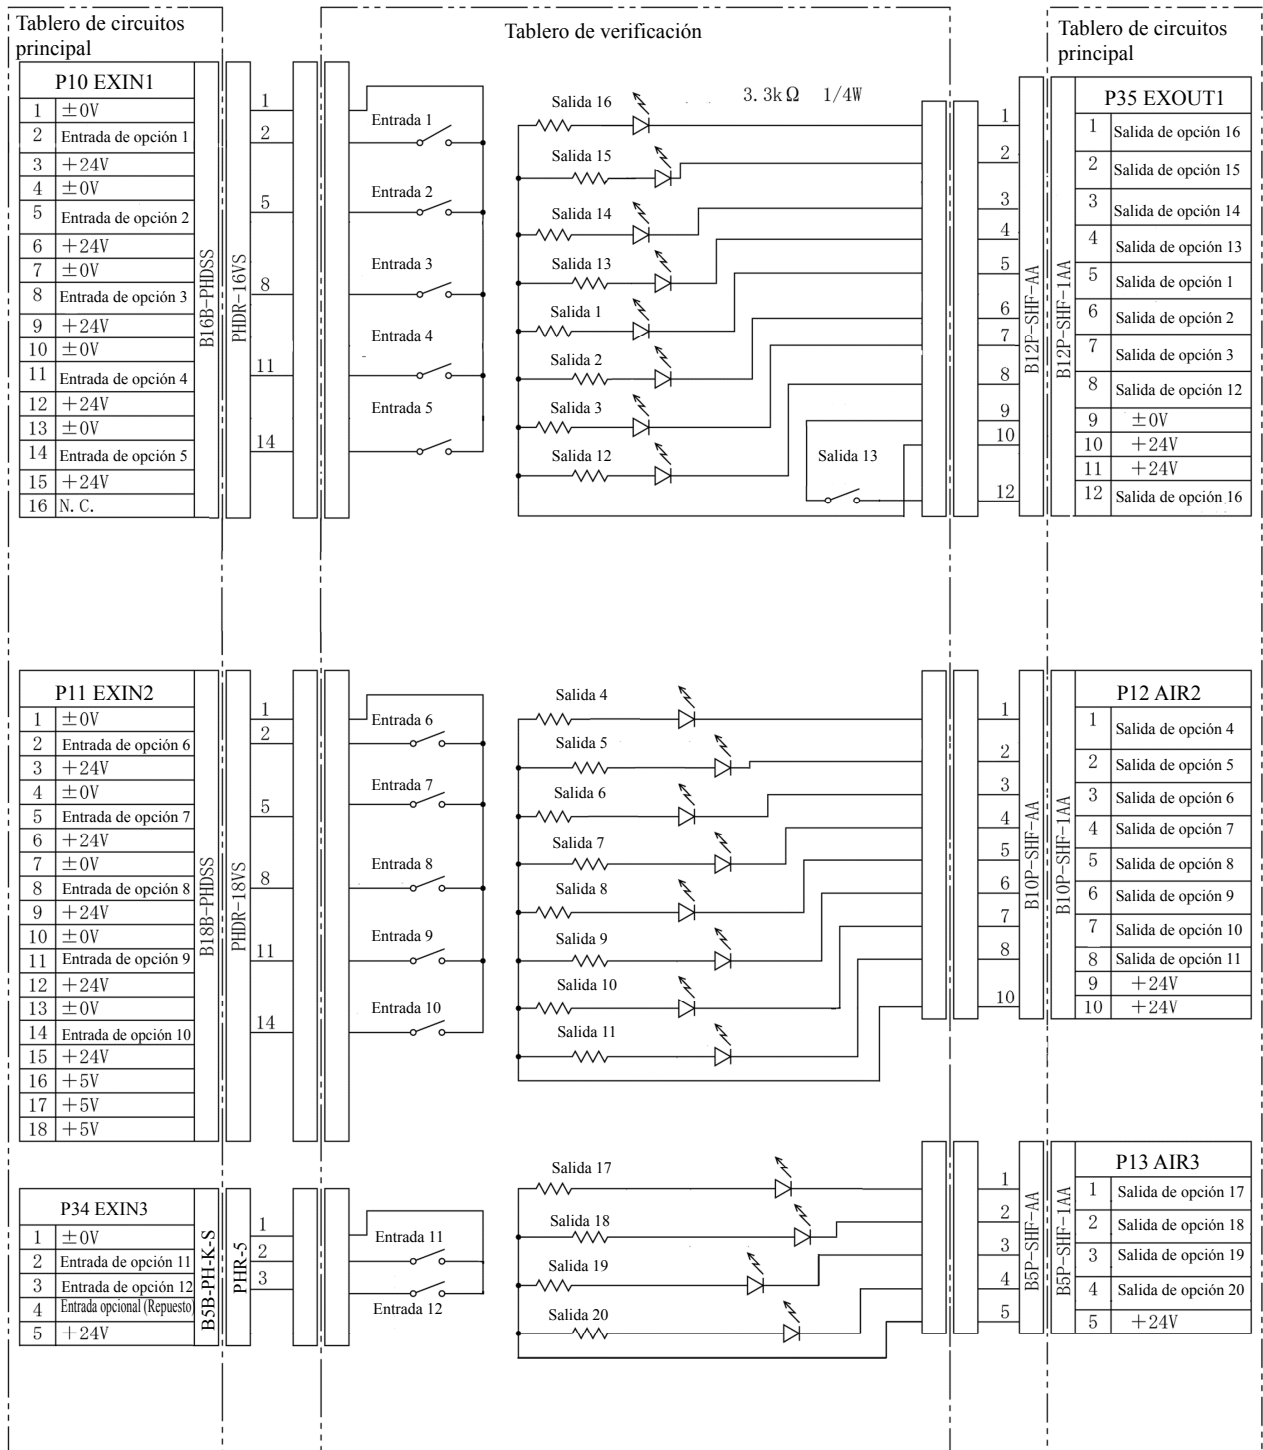 Tablero de circuitos
principal
Tablero de verificación
Tablero de circuitos
principal
P10 EXIN1
1 ±0V
2 Entrada de opción 1
3 +24V
4 ±0V
5 Entrada de opción 2
6 +24V
7 ±0V
8 Entrada de opción 3
9 +24V
10 ±0V
11 Entrada de opción 4
12 +24V
13 ±0V
14 Entrada de opción 5
15 +24V
16 N.C.
B16B-PHDSS
PHDR-16VS
1
2
5
8
11
14
Entrada 1
Entrada 2
Entrada 3
Entrada 4
Entrada 5
Salida 16
3.3kΩ 1/4W
Salida 15
Salida 14
Salida 13
Salida 1
Salida 2
Salida 3
Salida 12
Salida 13
1
2
3
4
5
6
7
8
9
10
12
B12P-SHF-AA
B12P-SHF-1AA
P35 EXOUT1
1 Salida de opción 16
2 Salida de opción 15
3 Salida de opción 14
4 Salida de opción 13
5 Salida de opción 1
6 Salida de opción 2
7 Salida de opción 3
8 Salida de opción 12
9 ±0V
10 +24V
11 +24V
12 Salida de opción 16
P11 EXIN2
1 ±0V
2 Entrada de opción 6
3 +24V
4 ±0V
5 Entrada de opción 7
6 +24V
7 ±0V
8 Entrada de opción 8
9 +24V
10 ±0V
11 Entrada de opción 9
12 +24V
13 ±0V
14 Entrada de opción 10
15 +24V
16 +5V
17 +5V
18 +5V
B18B-PHDSS
PHDR-18VS
1
2
5
8
11
14
Entrada 6
Entrada 7
Entrada 8
Entrada 9
Entrada 10
Salida 4
Salida 5
Salida 6
Salida 7
Salida 8
Salida 9
Salida 10
Salida 11
1
2
3
4
5
6
7
8
10
B10P-SHF-AA
B10P-SHF-1AA
P12 AIR2
1 Salida de opción 4
2 Salida de opción 5
3 Salida de opción 6
4 Salida de opción 7
5 Salida de opción 8
6 Salida de opción 9
7 Salida de opción 10
8 Salida de opción 11
9 +24V
10 +24V
P34 EXIN3
1 ±0V
2 Entrada de opción 11
3 Entrada de opción 12
4 Entrada opcional (Repuesto)
5 +24V
B5B-PH-K-S
PHR-5
1
2
3
Entrada 11
Entrada 12
Salida 17
Salida 18
Salida 19
Salida 20
1
2
3
4
5
B5P-SHF-AA
B5P-SHF-1AA
P13 AIR3
1 Salida de opción 17
2 Salida de opción 18
3 Salida de opción 19
4 Salida de opción 20
5 +24V